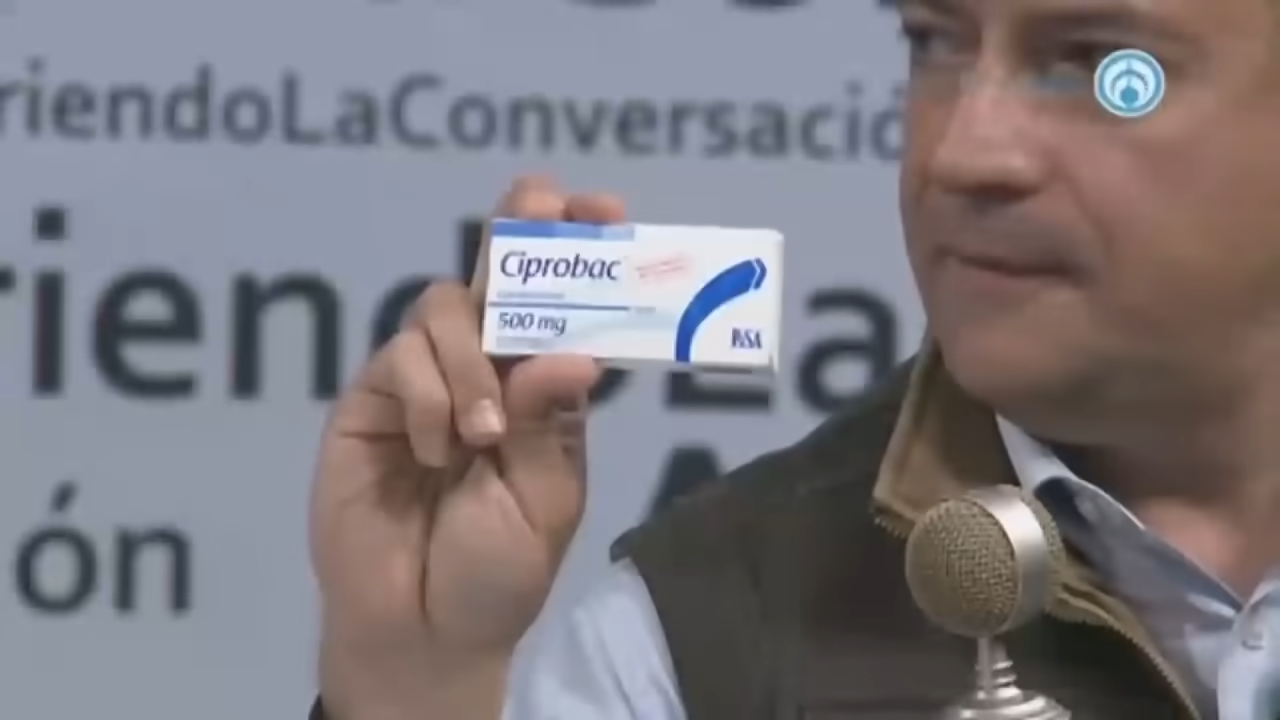 riendoLaConversació
Ciprobac
500 mg
PiSA
riendoLa
ón